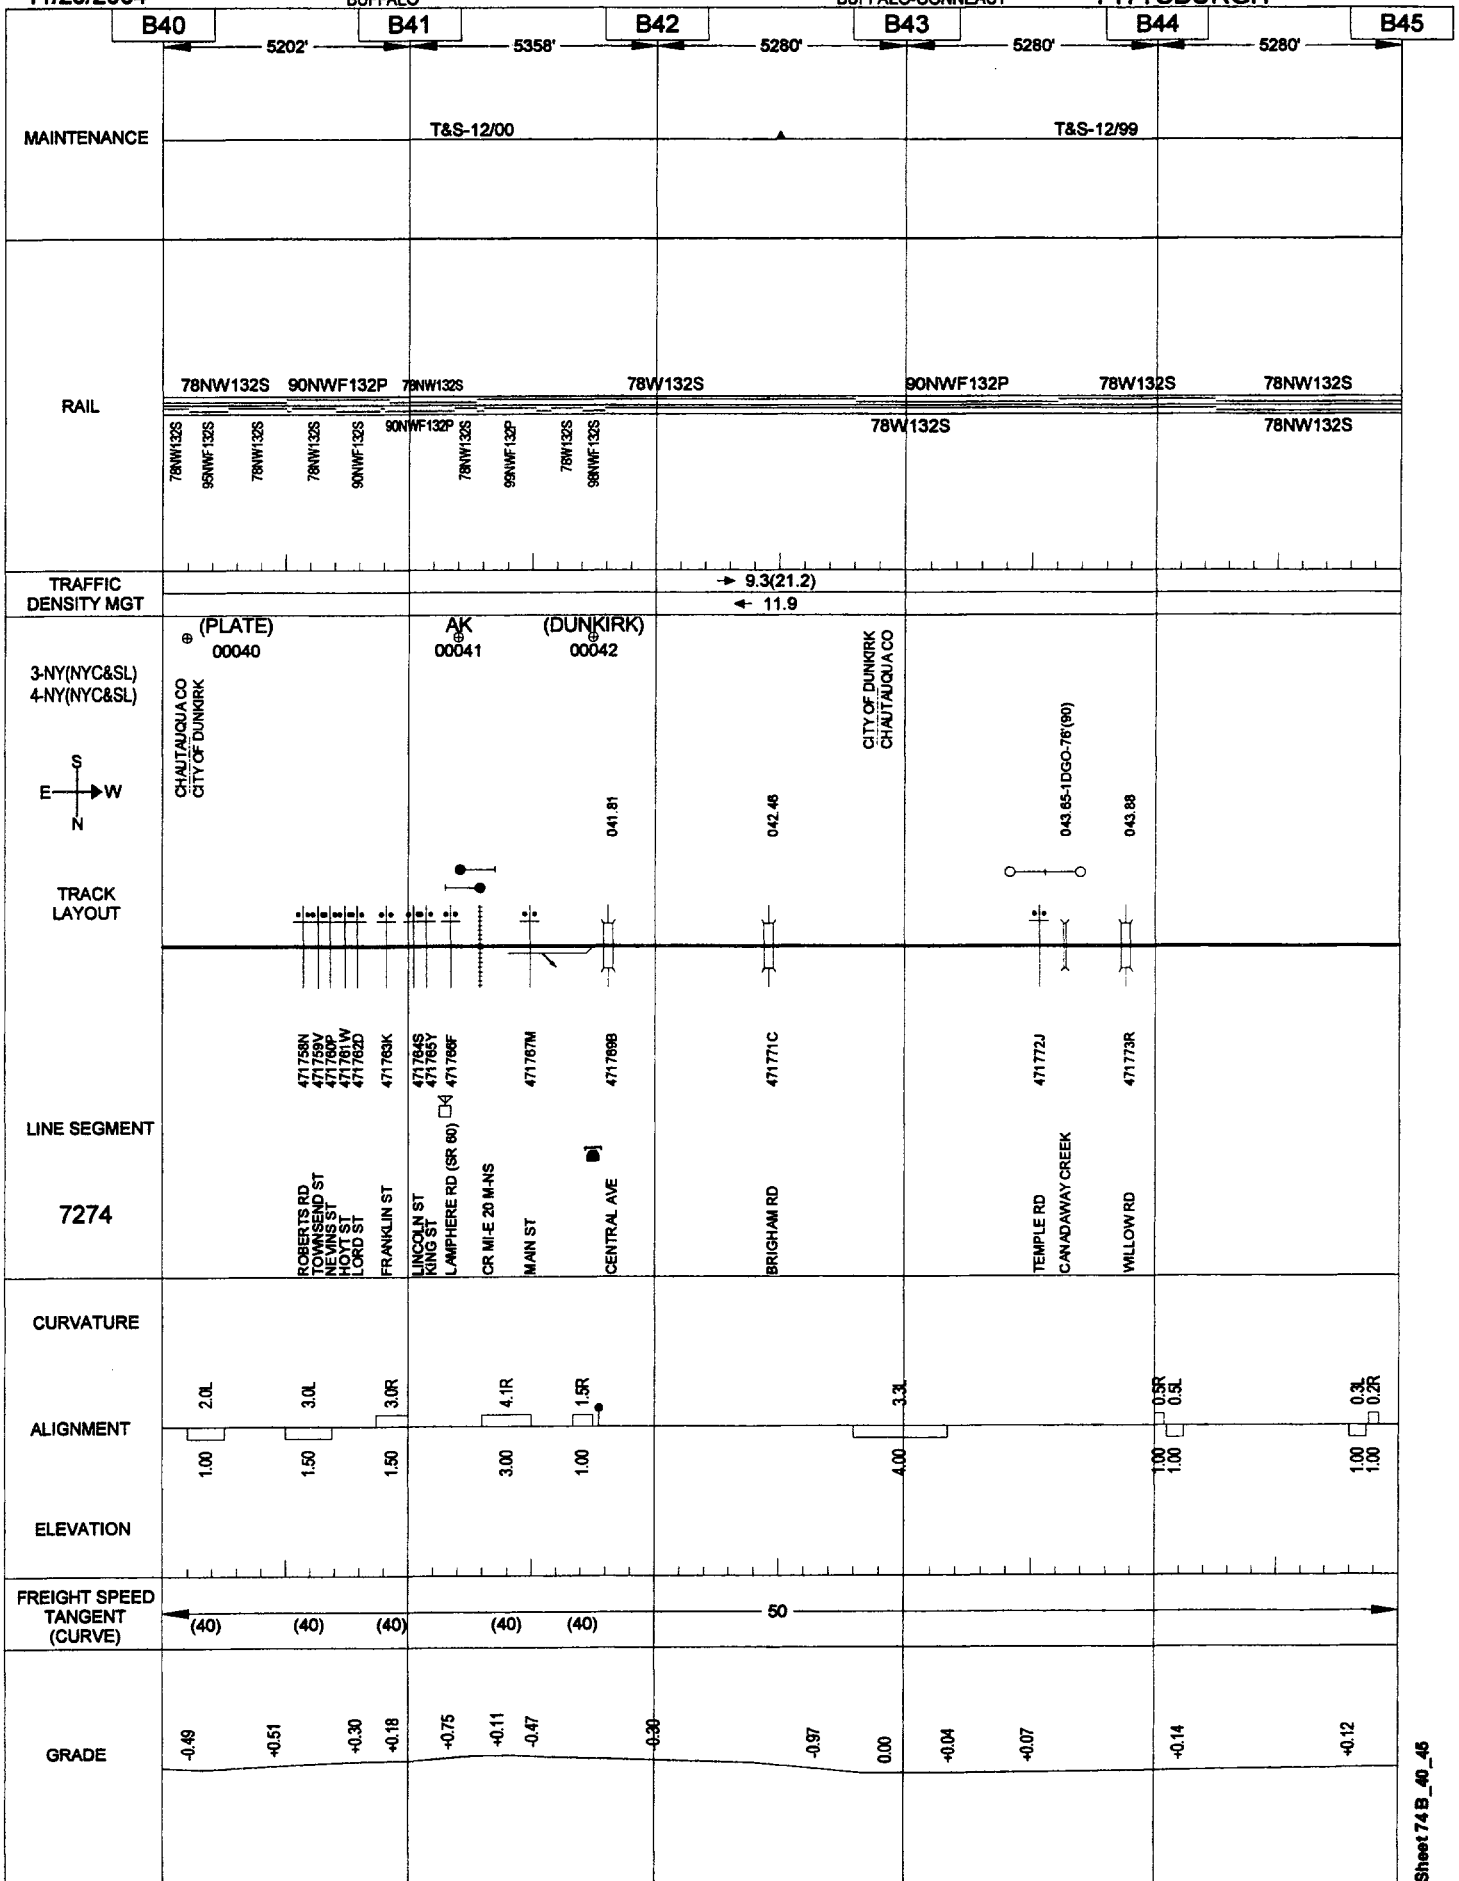 BUFFALO
B40 B41 B42 B43 B44 B45
5202' 5358' 5280' 5280' 5280'
MAINTENANCE
T&S-12/00
T&S-12/99
RAIL
78NW132S 90NWF132P 78NW132S 78W132S 90NWF132P 78W132S 78NW132S
90NWF132P 78W132S 78NW132S
78NW132S
95NWF132S
78NW132S
78NW132S
90NWF132S
78NW132S
99NWF132P
78W132S
98NWF132S
TRAFFIC
DENSITY MGT
9.3(21.2)
11.9
(PLATE)
00040
AK
00041
(DUNKIRK)
00042
3-NY(NYC&SL)
4-NY(NYC&SL)
CHAUTAUQUA CO
CITY OF DUNKIRK
CITY OF DUNKIRK
CHAUTAUQUA CO
S
E W
N
041.81
042.46
043.65-1DGO-76'(90)
043.88
TRACK
LAYOUT
471758N
471759V
471760P
471761W
471762D
471763K
471764S
471765Y
471766F
471767M
471769B
471771C
471772J
471773R
LINE SEGMENT
7274
ROBERTS RD
TOWNSEND ST
NEVINS ST
HOYT ST
LORD ST
FRANKLIN ST
LINCOLN ST
KING ST
LAMPHERE RD (SR 60)
CR MI-E 20 M-NS
MAIN ST
CENTRAL AVE
BRIGHAM RD
TEMPLE RD
CANADAWAY CREEK
WILLOW RD
CURVATURE
2.0L 3.0L 3.0R 4.1R 1.5R 3.3L 0.5R 0.5L 0.3L 0.2R
ALIGNMENT
1.00 1.50 1.50 3.00 1.00 4.00 1.00 1.00 1.00 1.00
ELEVATION
FREIGHT SPEED
TANGENT
(CURVE)
50
(40) (40) (40) (40) (40)
GRADE
-0.49 +0.51 +0.30 +0.18 +0.75 +0.11 -0.47 -0.30 -0.97 0.00 +0.04 +0.07 +0.14 +0.12
Sheet 74 B_40_45